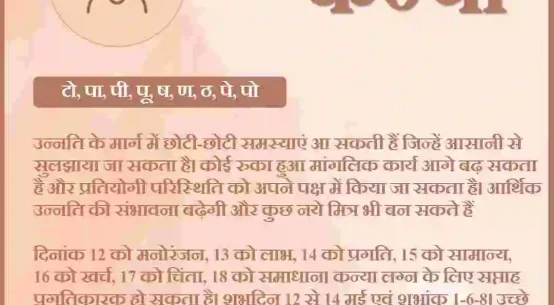 कन्या
टो, पा, पी, पू, ष, ण, ठ, पे, पो
उन्नति के मार्ग में छोटी-छोटी समस्याएं आ सकती हैं जिन्हें आसानी से
सुलझाया जा सकता है। कोई रुका हुआ मांगलिक कार्य आगे बढ़ सकता
है और प्रतियोगी परिस्थिति को अपने पक्ष में किया जा सकता है। आर्थिक
उन्नति की संभावना बढ़ेगी और कुछ नये मित्र भी बन सकते हैं
दिनांक 12 को मनोरंजन, 13 को लाभ, 14 को प्रगति, 15 को सामान्य,
16 को खर्च, 17 को चिंता, 18 को समाधान। कन्या लग्न के लिए सप्ताह
प्रगतिकारक हो सकता है। शुभदिन 12 से 14 मई एवं शुभांक 1-6-8। उन्हें